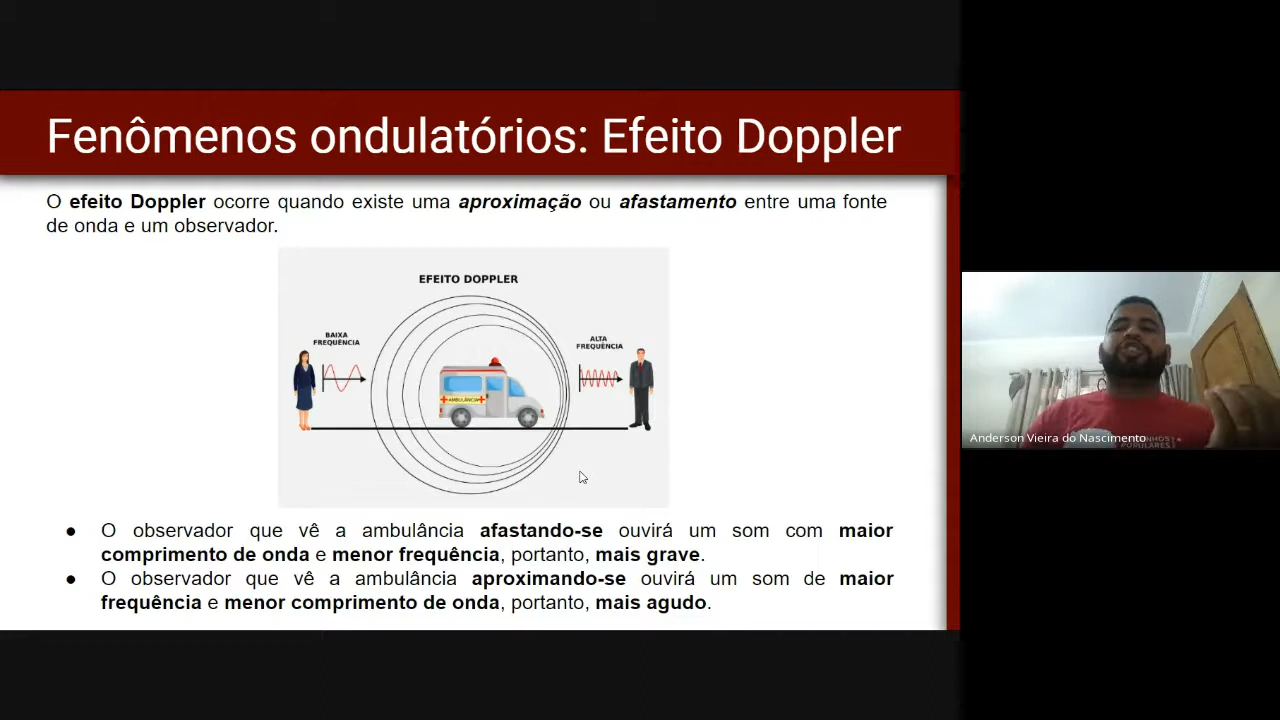 Fenômenos ondulatórios: Efeito Doppler
O efeito Doppler ocorre quando existe uma aproximação ou afastamento entre uma fonte
de onda e um observador.
EFEITO DOPPLER
BAIXA
FREQUÊNCIA
ALTA
FREQUÊNCIA
AMBULÂNCIA
● O observador que vê a ambulância afastando-se ouvirá um som com maior
comprimento de onda e menor frequência, portanto, mais grave.
● O observador que vê a ambulância aproximando-se ouvirá um som de maior
frequência e menor comprimento de onda, portanto, mais agudo.
Anderson Vieira do Nascimento
POPULARES